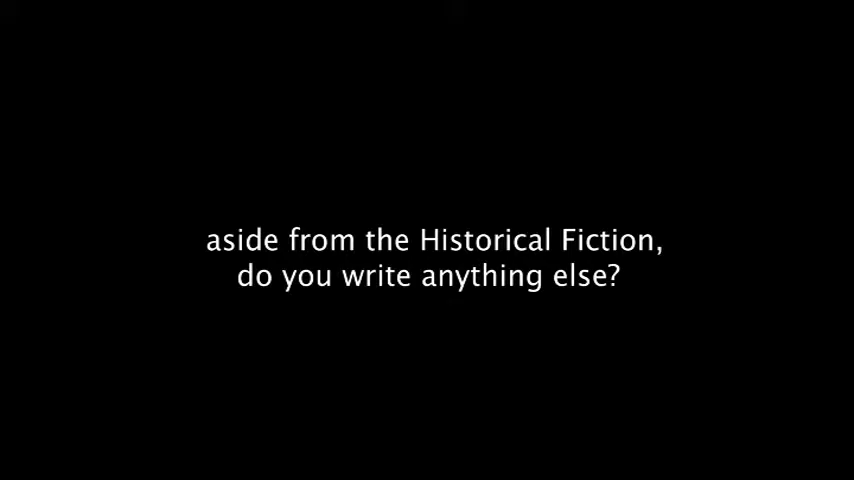 aside from the Historical Fiction,
do you write anything else?